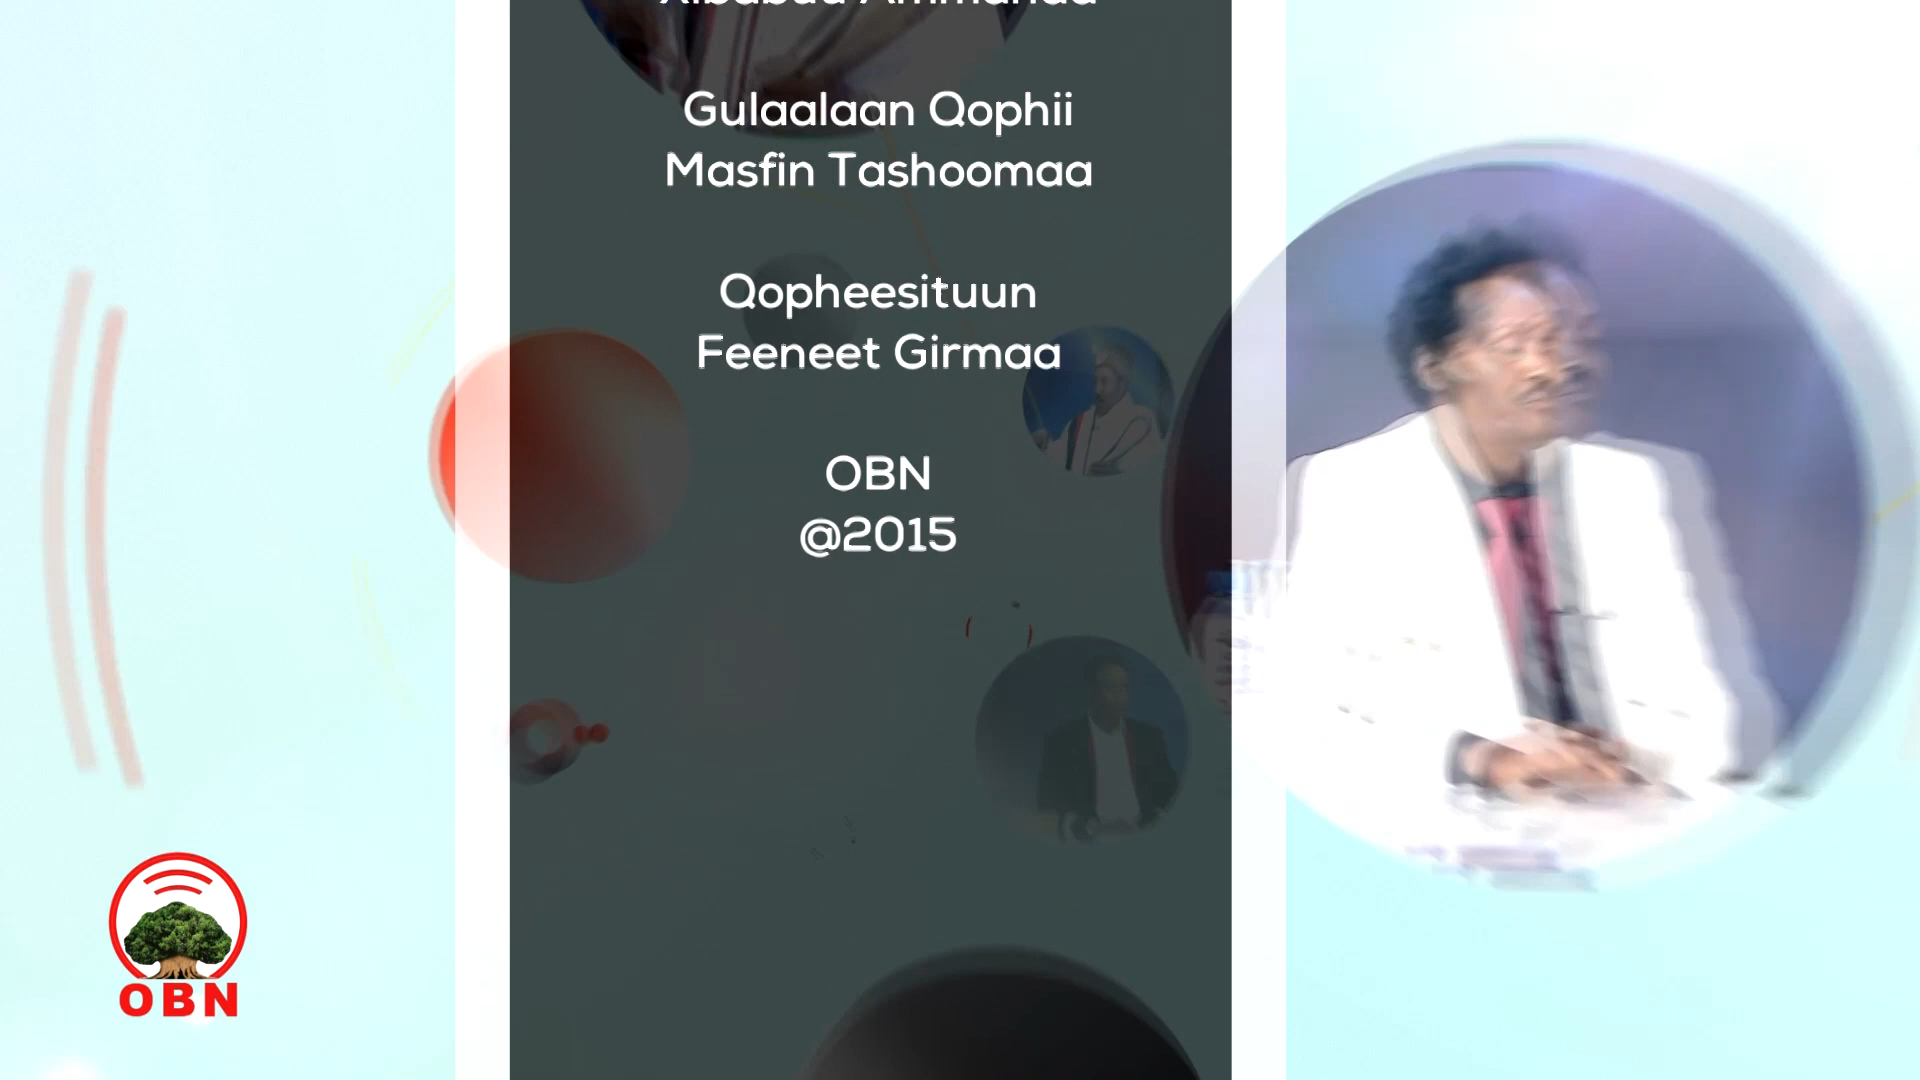 Gulaalaan Qophii
Masfin Tashoomaa
Qopheesituun
Feeneet Girmaa
OBN
@2015
OBN